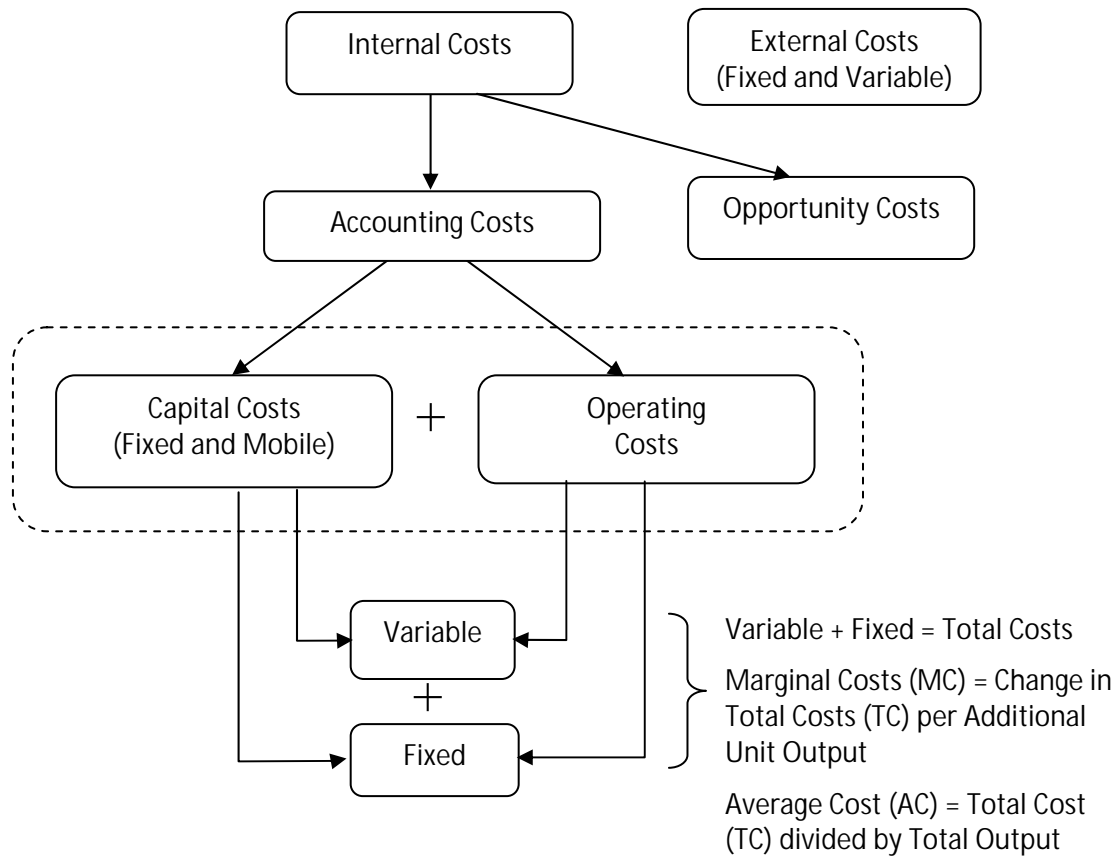 Internal Costs
External Costs
(Fixed and Variable)
Accounting Costs
Opportunity Costs
Capital Costs
(Fixed and Mobile)
+
Operating
Costs
Variable
+
Fixed
Variable + Fixed = Total Costs
Marginal Costs (MC) = Change in
Total Costs (TC) per Additional
Unit Output
Average Cost (AC) = Total Cost
(TC) divided by Total Output